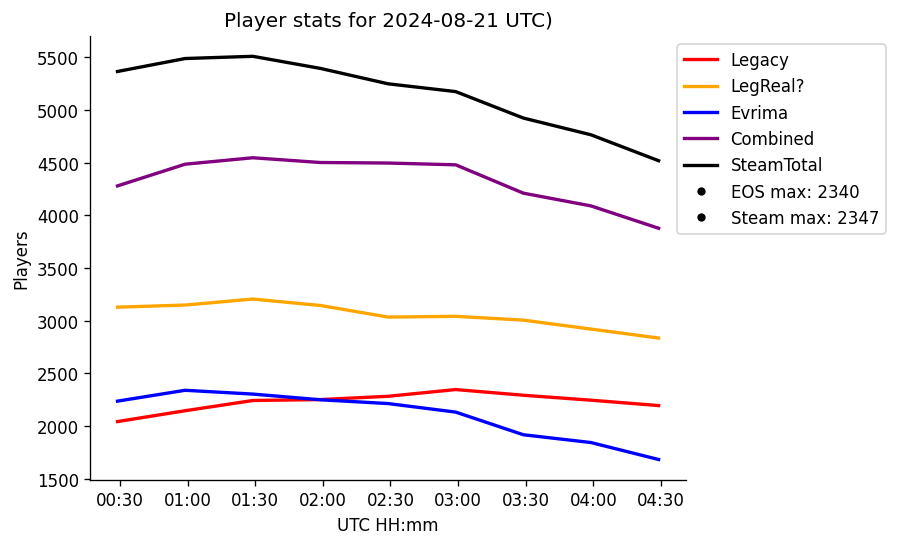 Player stats for 2024-08-21 UTC)
Legacy
LegReal?
Evrima
Combined
SteamTotal
EOS max: 2340
Steam max: 2347
Players
5500
5000
4500
4000
3500
3000
2500
2000
1500
00:30 01:00 01:30 02:00 02:30 03:00 03:30 04:00 04:30
UTC HH:mm